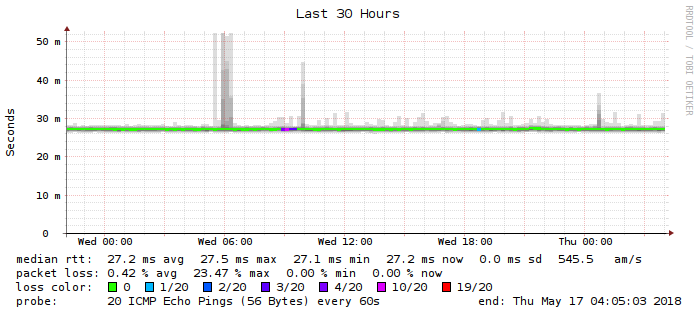 Last 30 Hours
RRDTOOL / TOBI OETIKER
Seconds
50 m
40 m
30 m
20 m
10 m
0
Wed 00:00 Wed 06:00 Wed 12:00 Wed 18:00 Thu 00:00
median rtt: 27.2 ms avg 27.5 ms max 27.1 ms min 27.2 ms now 0.0 ms sd 545.5 am/s
packet loss: 0.42 % avg 23.47 % max 0.00 % min 0.00 % now
loss color: 0 1/20 2/20 3/20 4/20 10/20 19/20
probe: 20 ICMP Echo Pings (56 Bytes) every 60s end: Thu May 17 04:05:03 2018